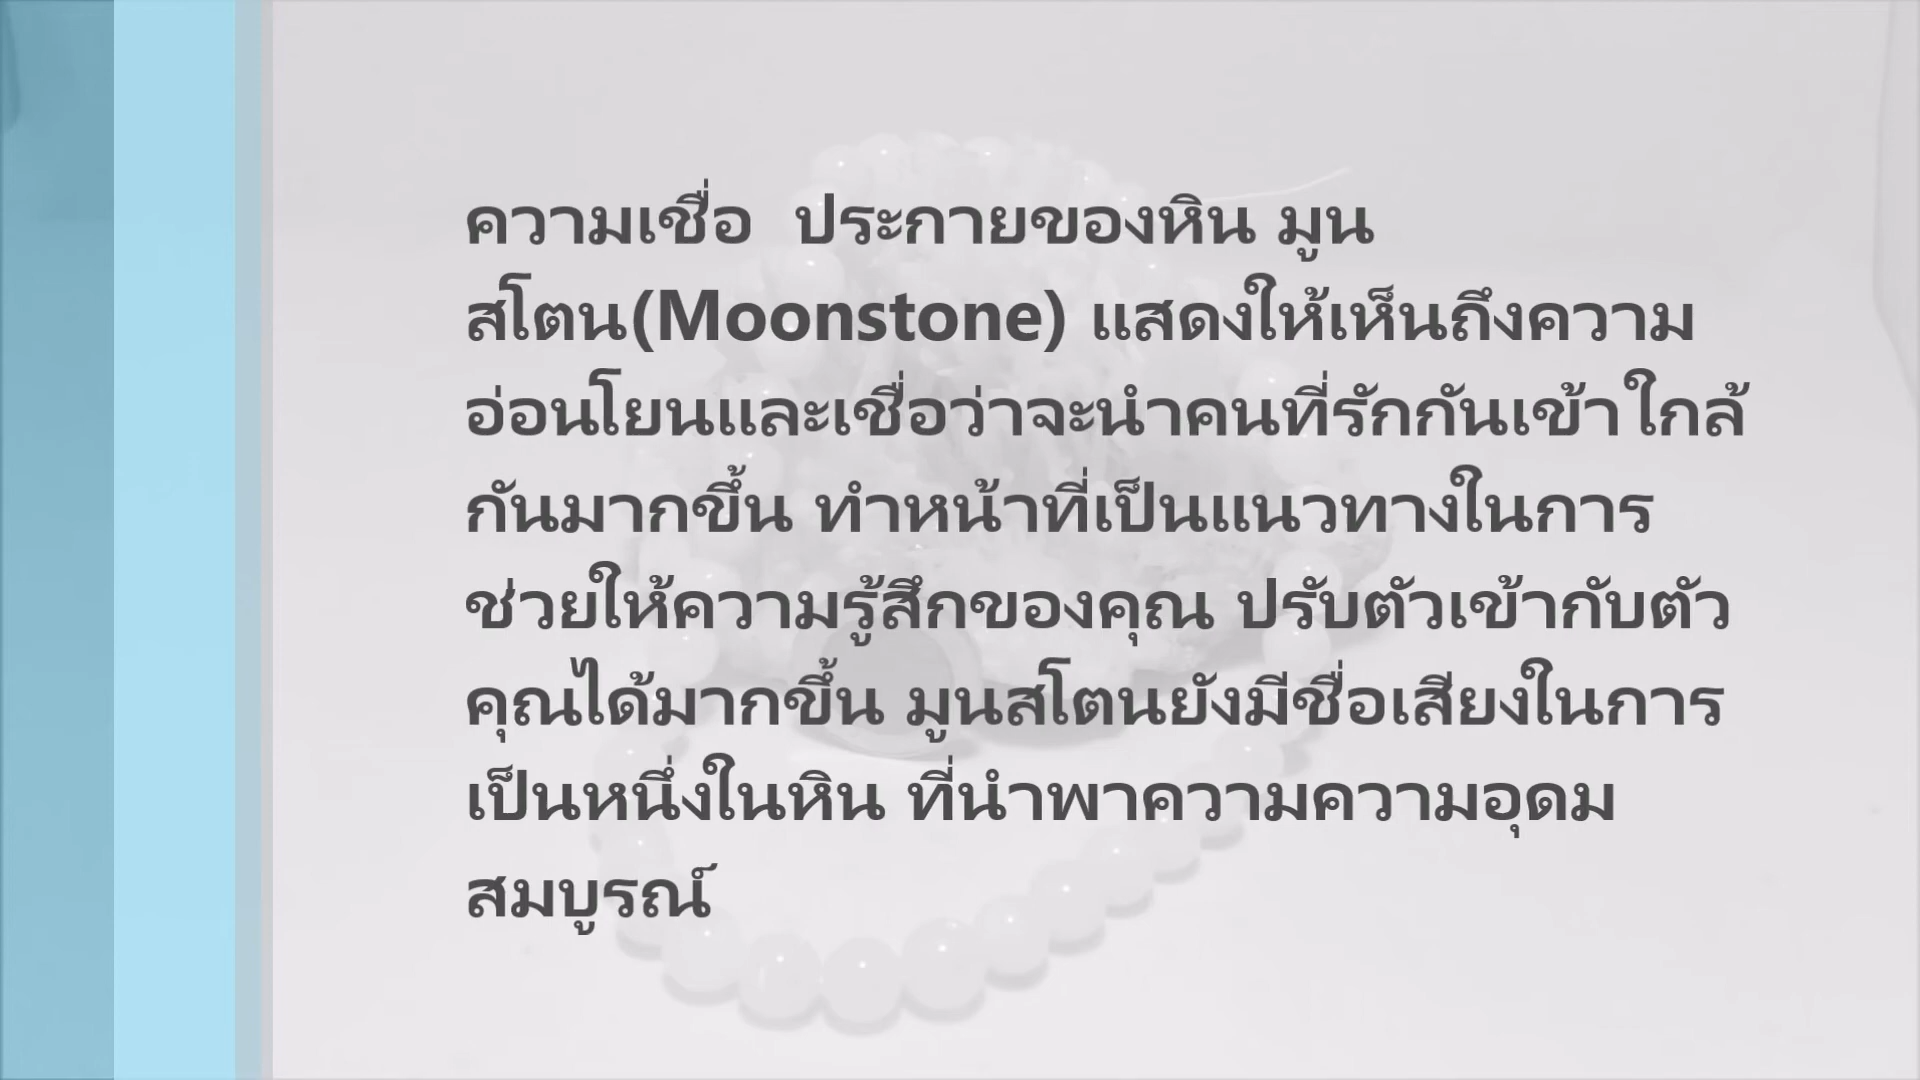 ความเชื่อ  ประกายของหิน มูน
สโตน(Moonstone) แสดงให้เห็นถึงความ
อ่อนโยนและเชื่อว่าจะนำคนที่รักกันเข้าใกล้
กันมากขึ้น ทำหน้าที่เป็นแนวทางในการ
ช่วยให้ความรู้สึกของคุณ ปรับตัวเข้ากับตัว
คุณได้มากขึ้น มูนสโตนยังมีชื่อเสียงในการ
เป็นหนึ่งในหิน ที่นำพาความความอุดม
สมบูรณ์